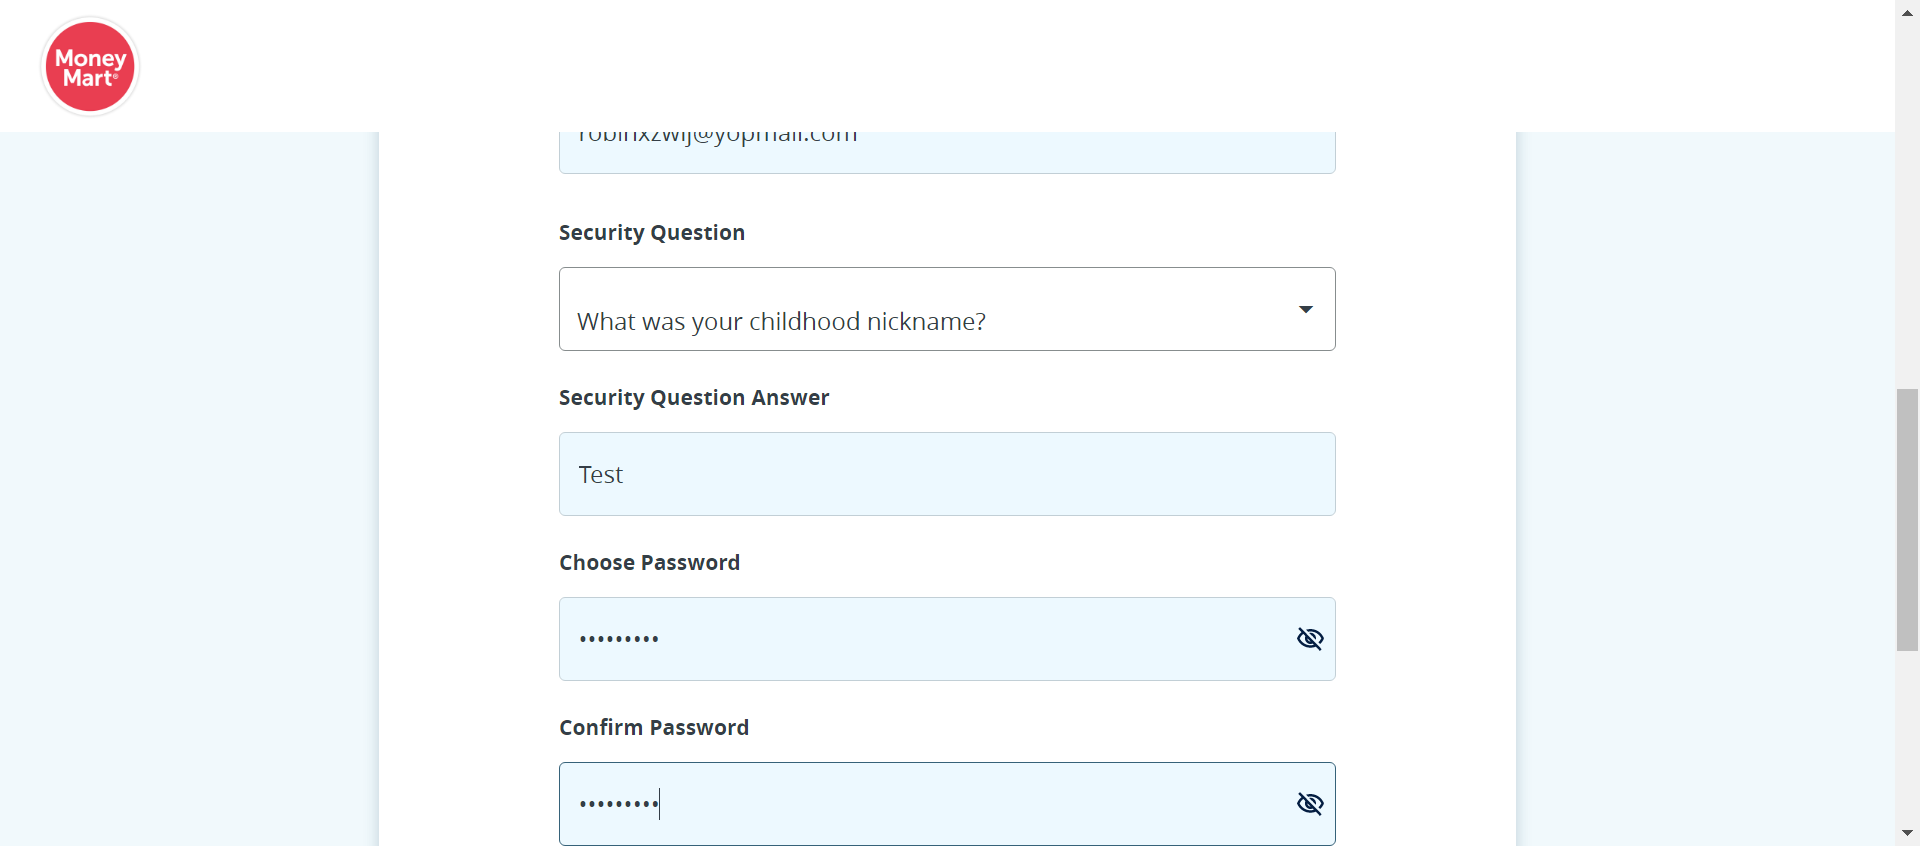 Money
Mart®
robinxzwij@yopmail.com
Security Question
What was your childhood nickname?
Security Question Answer
Test
Choose Password
•••••••••
Confirm Password
•••••••••